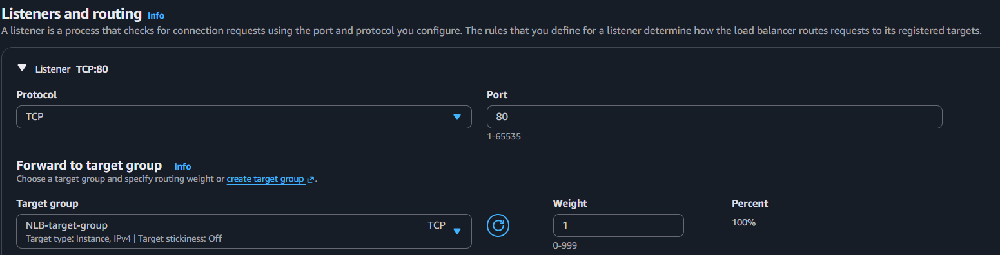 Listeners and routing Info
A listener is a process that checks for connection requests using the port and protocol you configure. The rules that you define for a listener determine how the load balancer routes requests to its registered targets.
Listener TCP:80
Protocol Port
TCP 80
1-65535
Forward to target group Info
Choose a target group and specify routing weight or create target group .
Target group Weight Percent
NLB-target-group TCP 1 100%
Target type: Instance, IPv4 | Target stickiness: Off
0-999